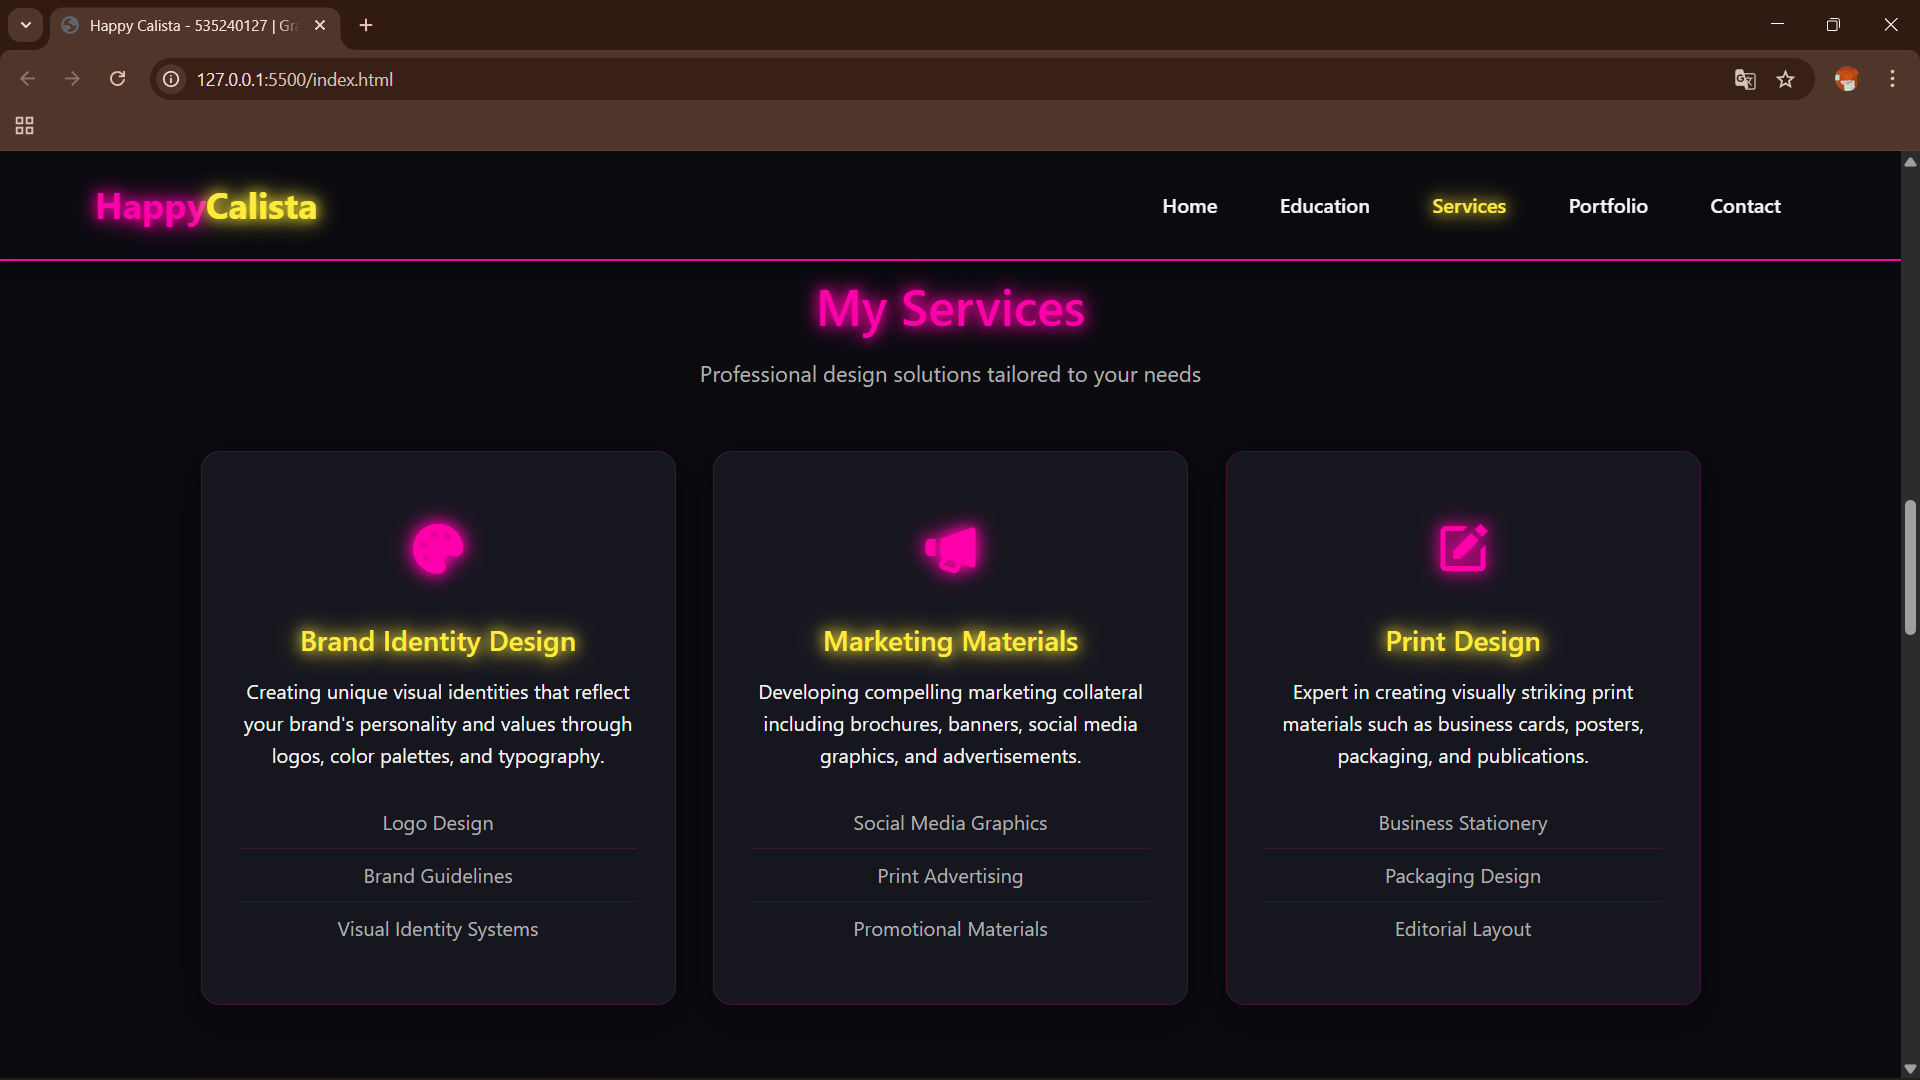 Happy Calista - 535240127 | Gra
127.0.0.1:5500/index.html
HappyCalista
Home Education Services Portfolio Contact
My Services
Professional design solutions tailored to your needs
Brand Identity Design
Creating unique visual identities that reflect
your brand's personality and values through
logos, color palettes, and typography.
Logo Design
Brand Guidelines
Visual Identity Systems
Marketing Materials
Developing compelling marketing collateral
including brochures, banners, social media
graphics, and advertisements.
Social Media Graphics
Print Advertising
Promotional Materials
Print Design
Expert in creating visually striking print
materials such as business cards, posters,
packaging, and publications.
Business Stationery
Packaging Design
Editorial Layout